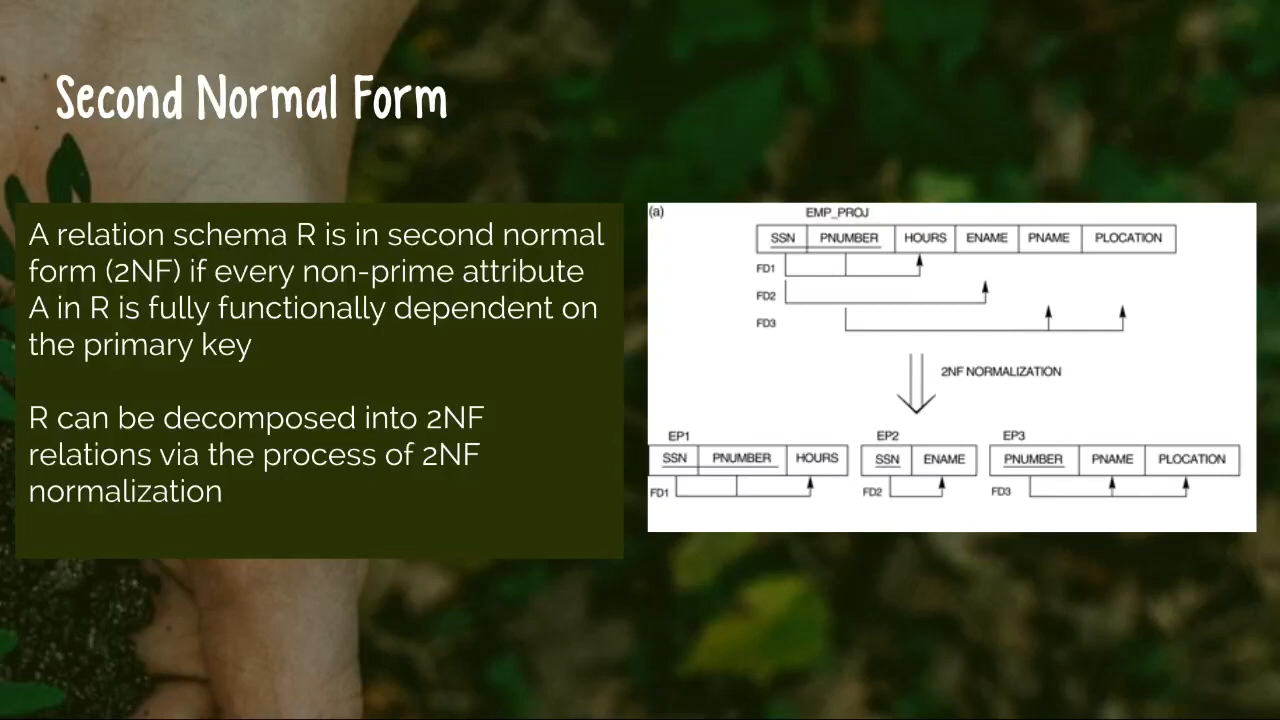 Second Normal Form
A relation schema R is in second normal
form (2NF) if every non-prime attribute
A in R is fully functionally dependent on
the primary key
R can be decomposed into 2NF
relations via the process of 2NF
normalization
(a)
EMP_PROJ
SSN PNUMBER HOURS ENAME PNAME PLOCATION
FD1
FD2
FD3
2NF NORMALIZATION
EP1
SSN PNUMBER HOURS
FD1
EP2
SSN ENAME
FD2
EP3
PNUMBER PNAME PLOCATION
FD3